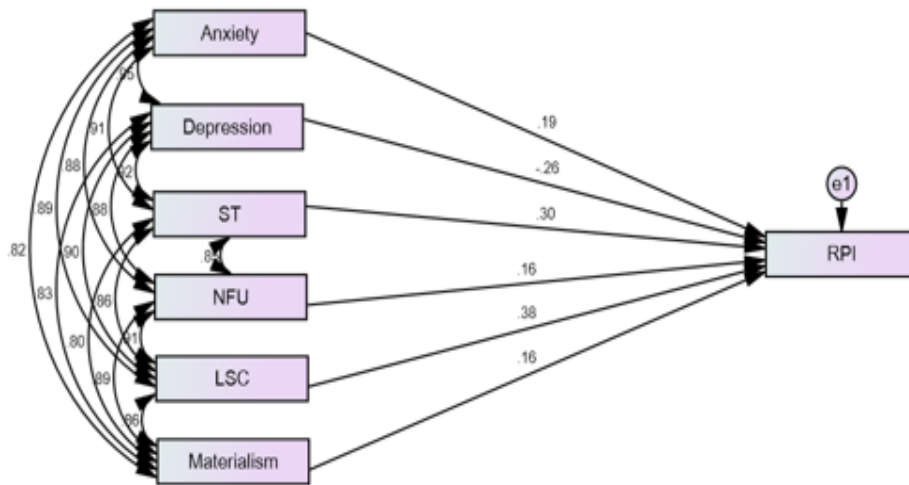 Anxiety
.95
Depression
.19
.91
-.26
.88
.92
e1
ST
.30
.89
.88
.82
.90
RPI
.83
NFU
.16
.86
.38
.80
.91
.89
LSC
.16
.86
Materialism